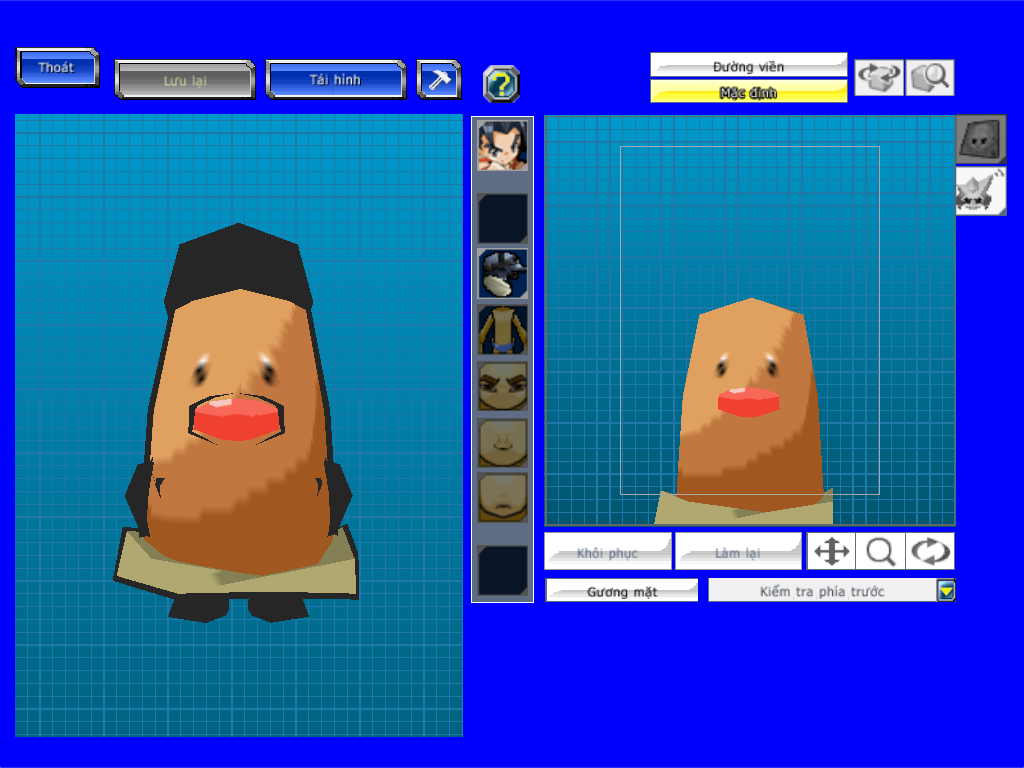 Thoát
Lưu lại
Tải hình
Đường viền
Mặc định
Khôi phục
Làm lại
Gương mặt
Kiểm tra phía trước